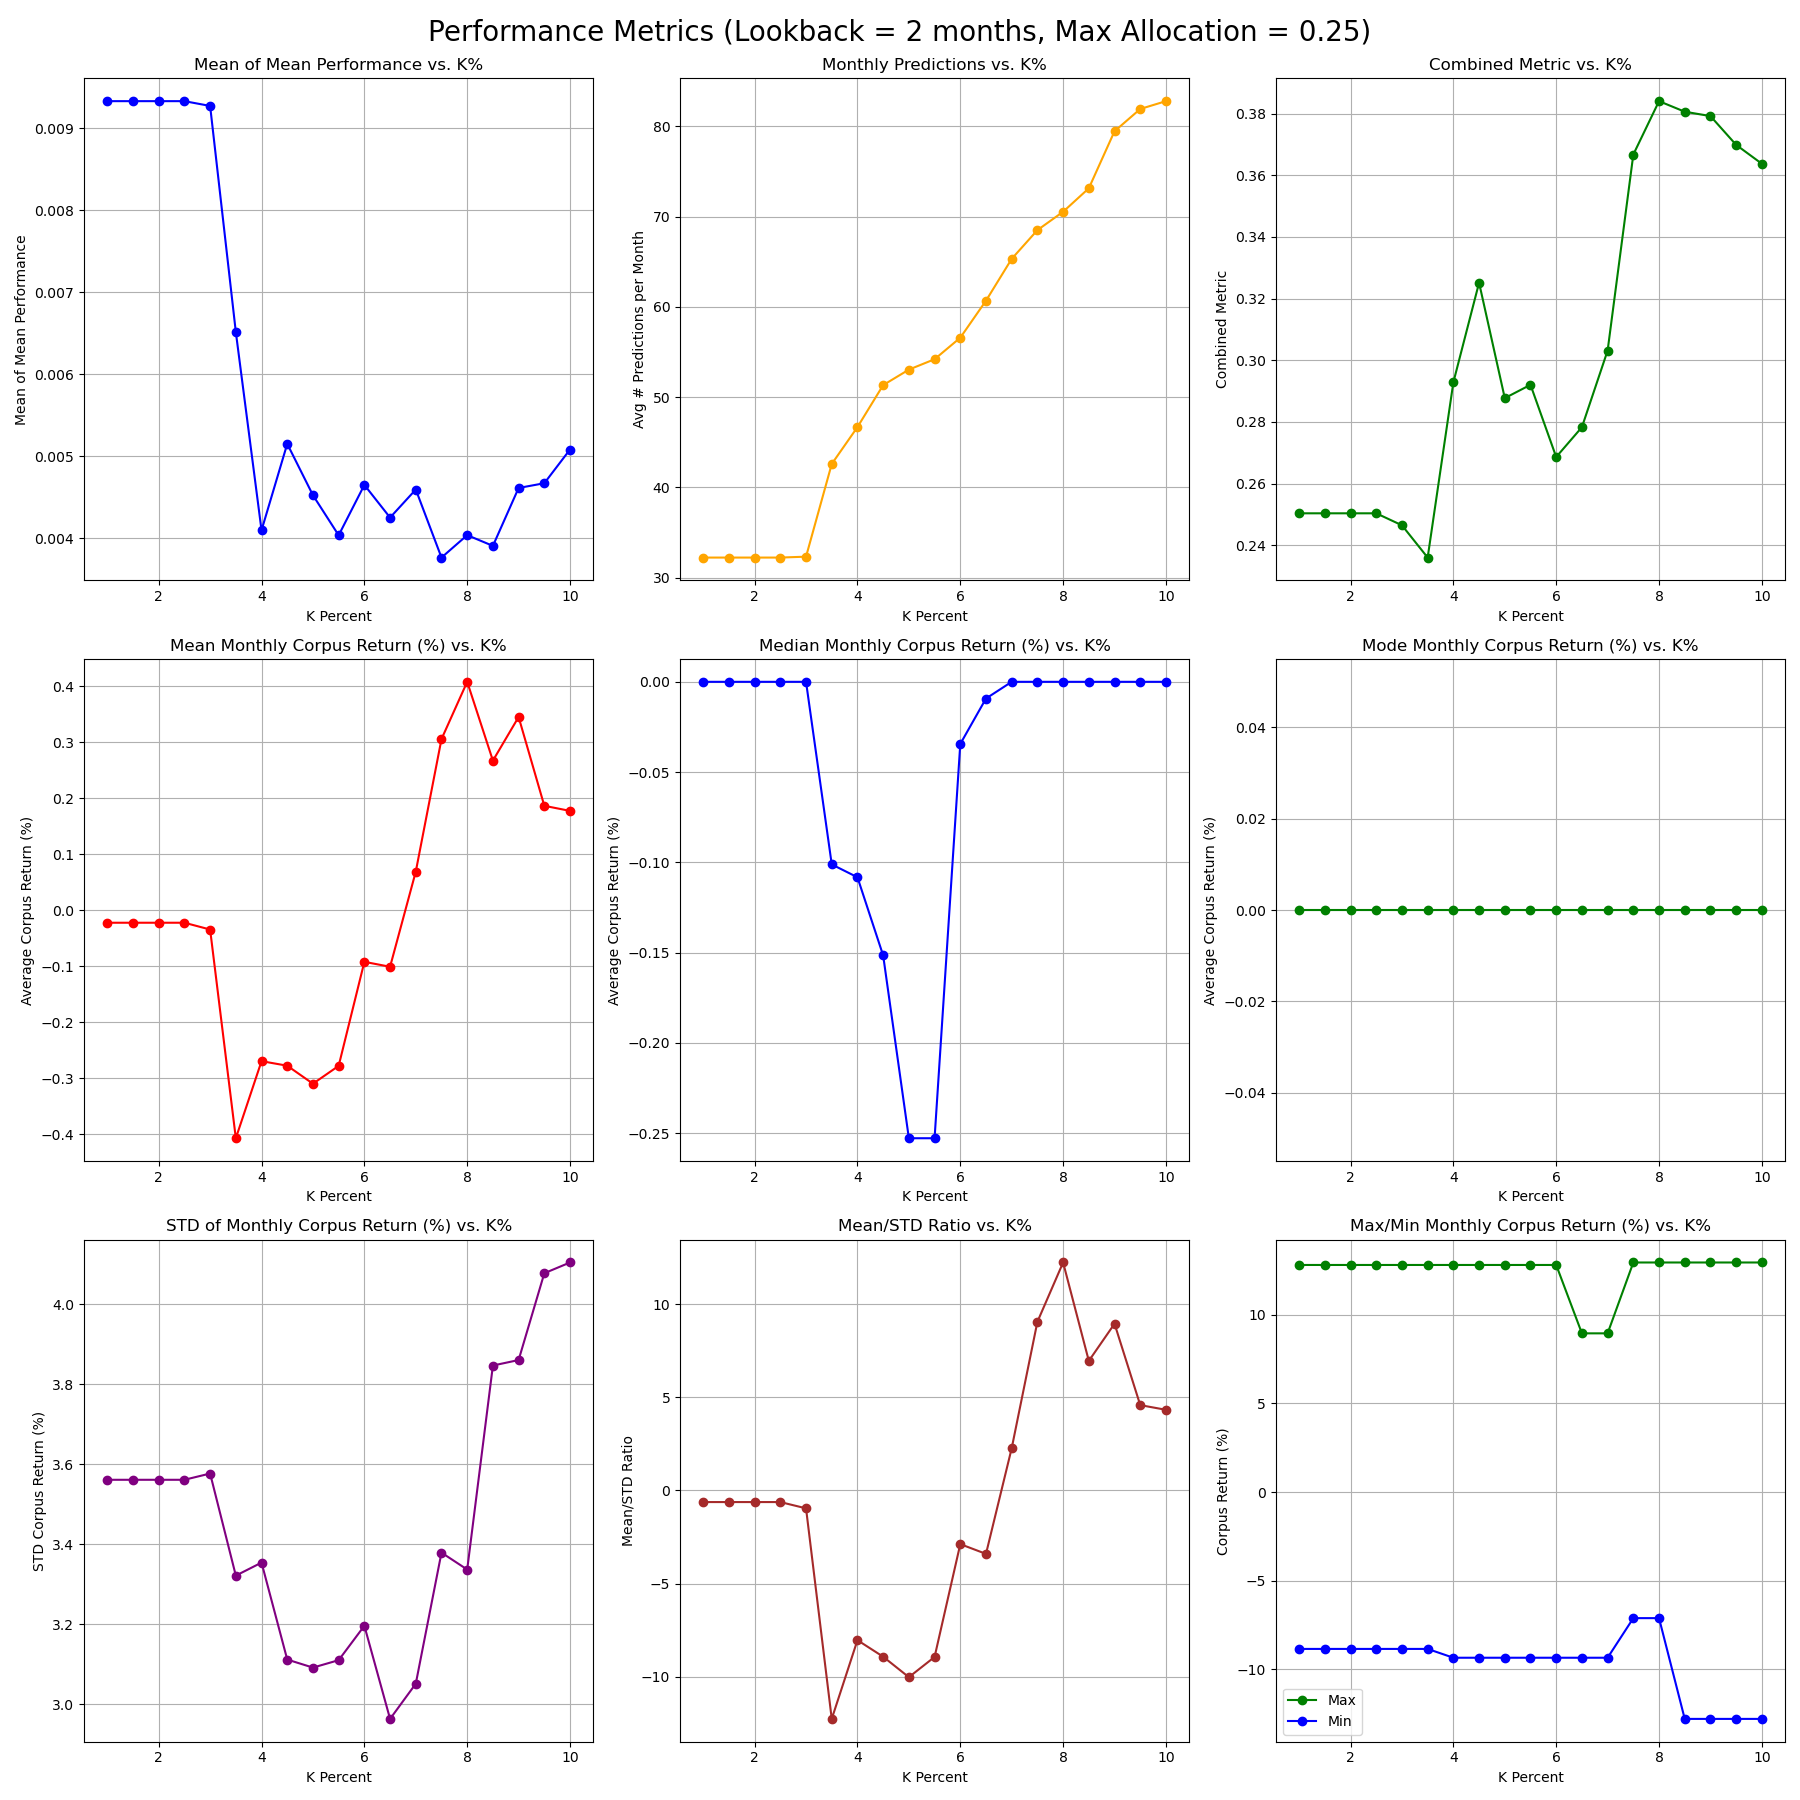 Performance Metrics (Lookback = 2 months, Max Allocation = 0.25)
Mean of Mean Performance vs. K%
Mean of Mean Performance
0.009
0.008
0.007
0.006
0.005
0.004
2 4 6 8 10
K Percent
Monthly Predictions vs. K%
Avg # Predictions per Month
80
70
60
50
40
30
2 4 6 8 10
K Percent
Combined Metric vs. K%
Combined Metric
0.38
0.36
0.34
0.32
0.30
0.28
0.26
0.24
2 4 6 8 10
K Percent
Mean Monthly Corpus Return (%) vs. K%
Average Corpus Return (%)
0.4
0.3
0.2
0.1
0.0
−0.1
−0.2
−0.3
−0.4
2 4 6 8 10
K Percent
Median Monthly Corpus Return (%) vs. K%
Average Corpus Return (%)
0.00
−0.05
−0.10
−0.15
−0.20
−0.25
2 4 6 8 10
K Percent
Mode Monthly Corpus Return (%) vs. K%
Average Corpus Return (%)
0.04
0.02
0.00
−0.02
−0.04
2 4 6 8 10
K Percent
STD of Monthly Corpus Return (%) vs. K%
STD Corpus Return (%)
4.0
3.8
3.6
3.4
3.2
3.0
2 4 6 8 10
K Percent
Mean/STD Ratio vs. K%
Mean/STD Ratio
10
5
0
−5
−10
2 4 6 8 10
K Percent
Max/Min Monthly Corpus Return (%) vs. K%
Corpus Return (%)
10
5
0
−5
−10
Max
Min
2 4 6 8 10
K Percent